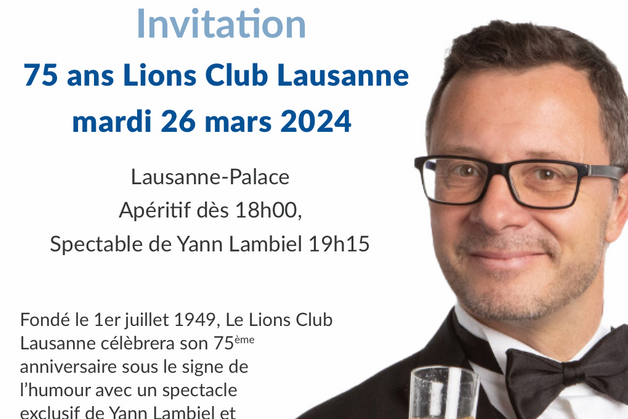 Invitation
75 ans Lions Club Lausanne
mardi 26 mars 2024
Lausanne-Palace
Apéritif dès 18h00,
Spectable de Yann Lambiel 19h15
Fondé le 1er juillet 1949, Le Lions Club
Lausanne célèbrera son 75ème
anniversaire sous le signe de
l’humour avec un spectacle
exclusif de Yann Lambiel et